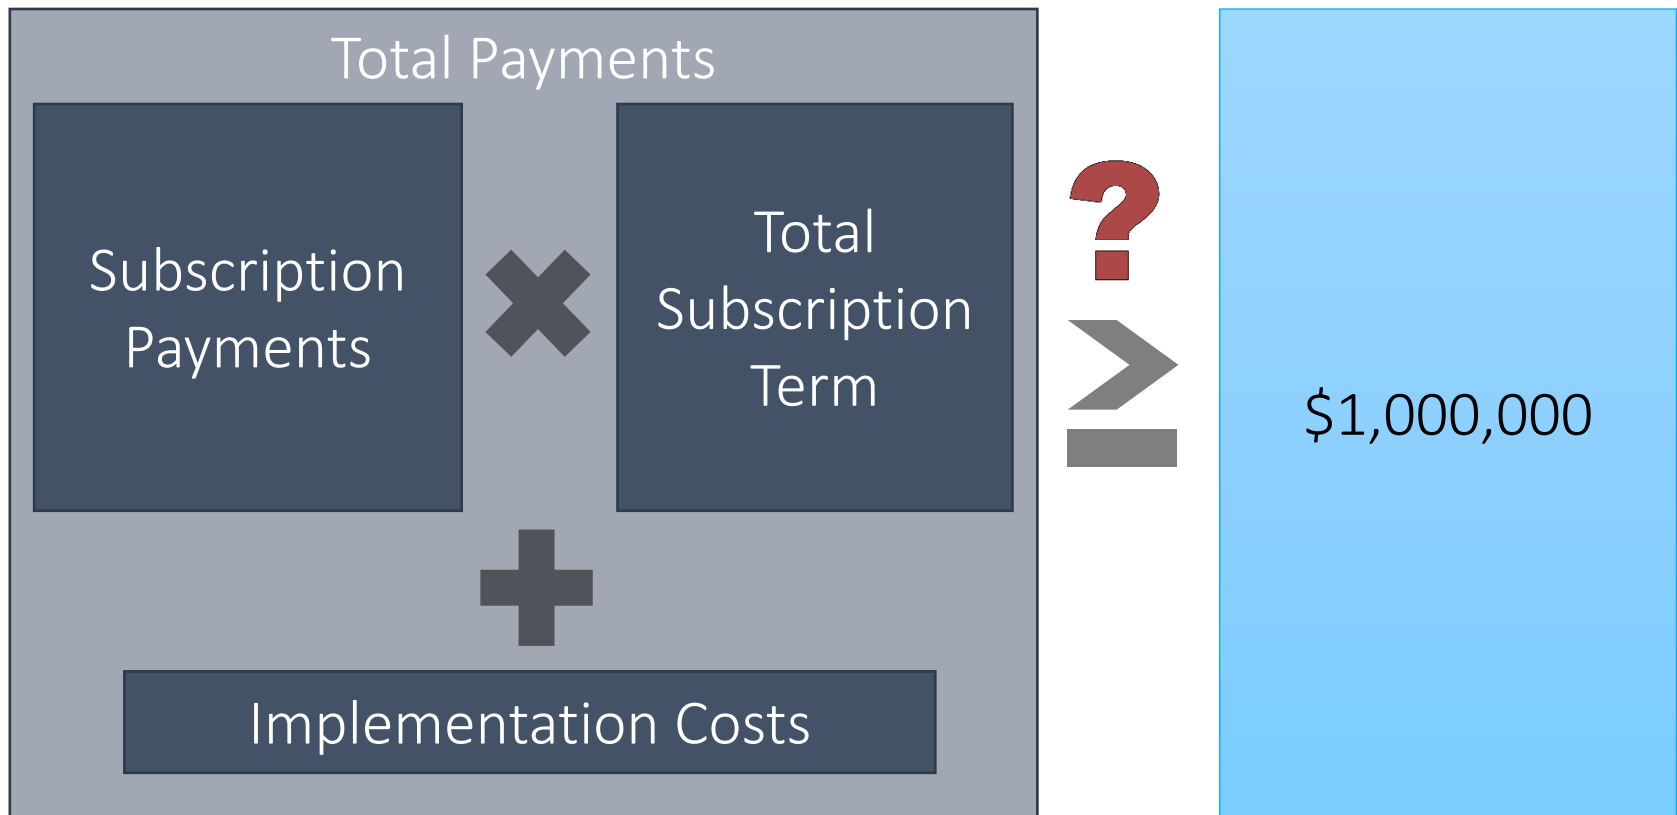 Total Payments
Subscription
Payments
Total
Subscription
Term
?
$1,000,000
Implementation Costs